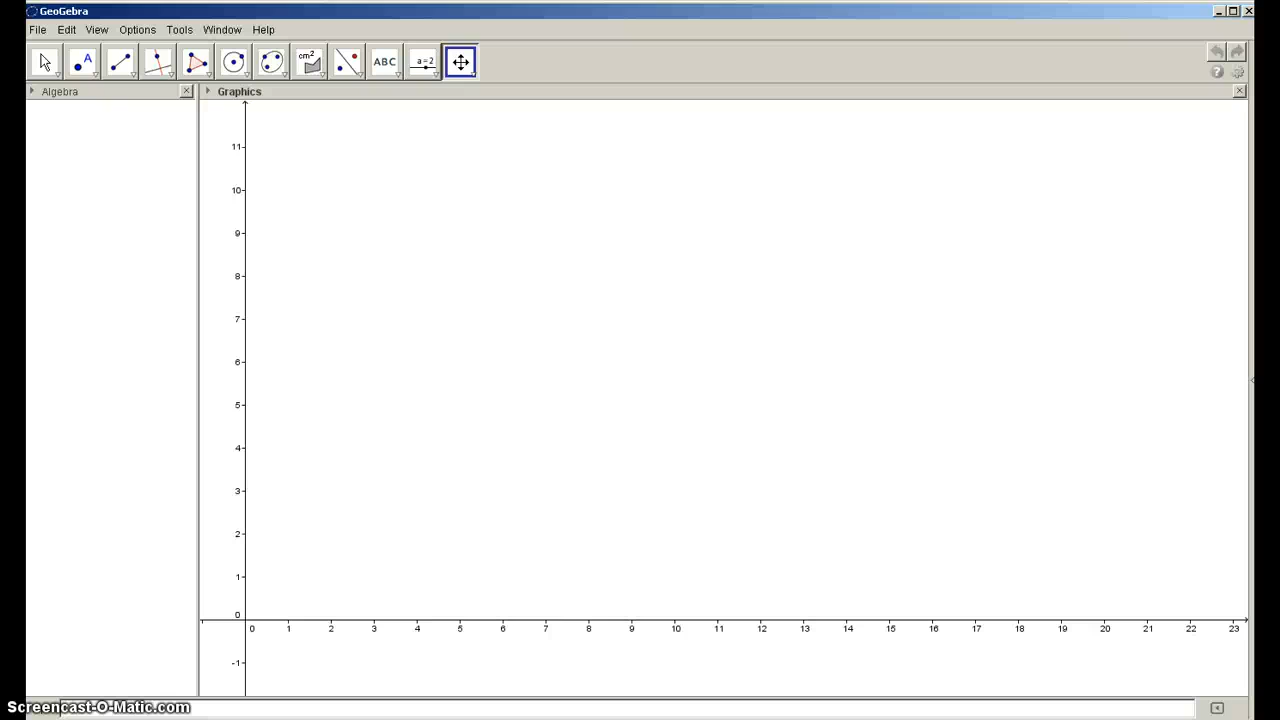 GeoGebra
File Edit View Options Tools Window Help
A cm² ABC a=2
Algebra Graphics
11
10
9
8
7
6
5
4
3
2
1
0
0 1 2 3 4 5 6 7 8 9 10 11 12 13 14 15 16 17 18 19 20 21 22 23
-1
Screencast-O-Matic.com